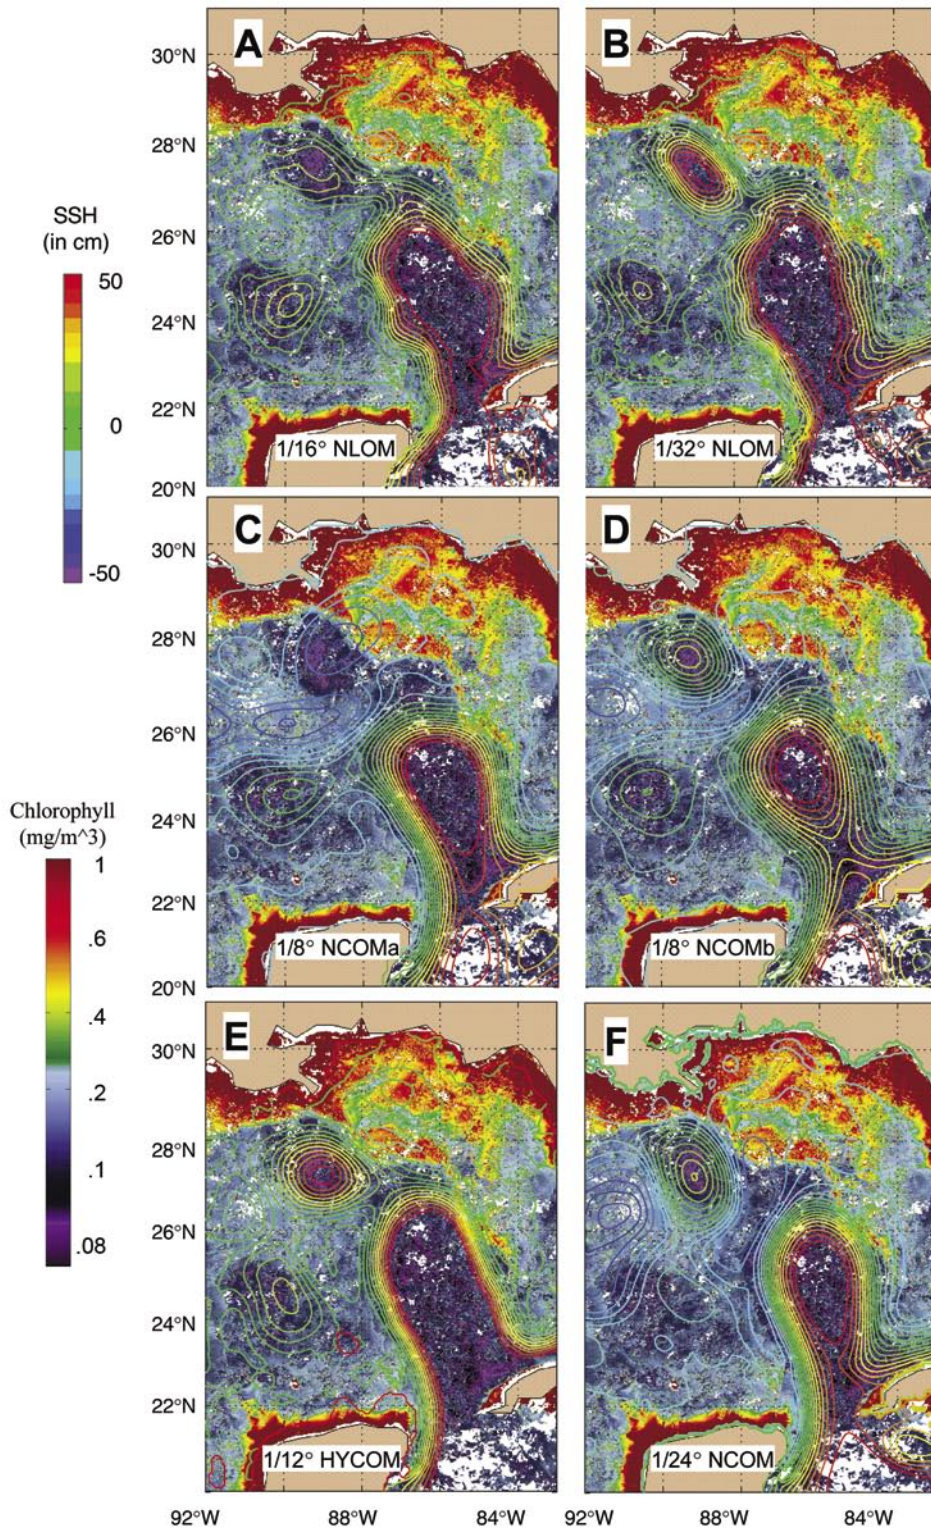 A
B
30°N
28°N
26°N
24°N
22°N
20°N
SSH
(in cm)
50
0
-50
1/16° NLOM
1/32° NLOM
C
D
30°N
28°N
26°N
24°N
22°N
20°N
Chlorophyll
(mg/m^3)
1
.6
.4
.2
.1
.08
1/8° NCOMa
1/8° NCOMb
E
F
30°N
28°N
26°N
24°N
22°N
1/12° HYCOM
1/24° NCOM
92°W 88°W 84°W 88°W 84°W